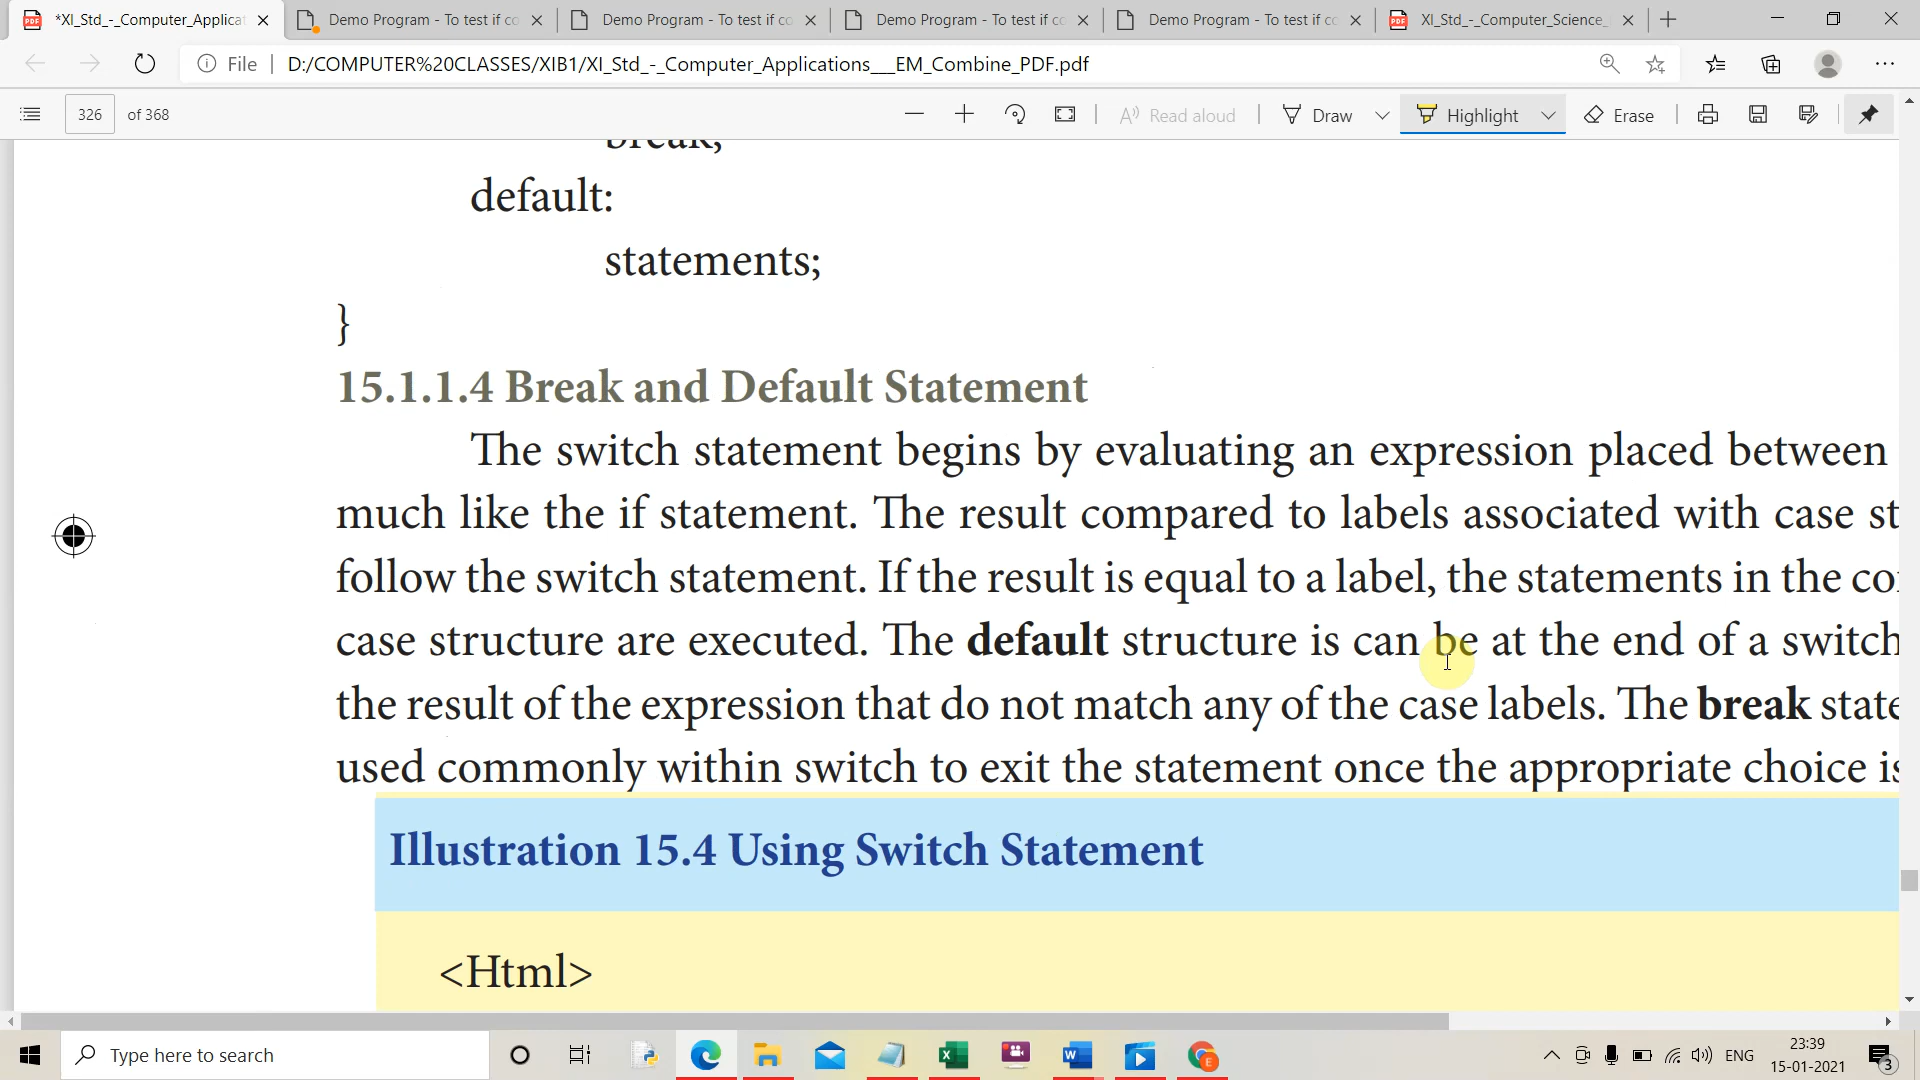 *XI_Std_-_Computer_Applicat
Demo Program - To test if co
Demo Program - To test if co
Demo Program - To test if co
Demo Program - To test if co
XI_Std_-_Computer_Science_
File
D:/COMPUTER%20CLASSES/XIB1/XI_Std_-_Computer_Applications___EM_Combine_PDF.pdf
326 of 368
Read aloud
Draw
Highlight
Erase
break;
default:
statements;
}
15.1.1.4 Break and Default Statement
The switch statement begins by evaluating an expression placed between
much like the if statement. The result compared to labels associated with case st
follow the switch statement. If the result is equal to a label, the statements in the co
case structure are executed. The default structure is can be at the end of a switch
the result of the expression that do not match any of the case labels. The break state
used commonly within switch to exit the statement once the appropriate choice is
Illustration 15.4 Using Switch Statement
<Html>
Type here to search
ENG
23:39
15-01-2021
3